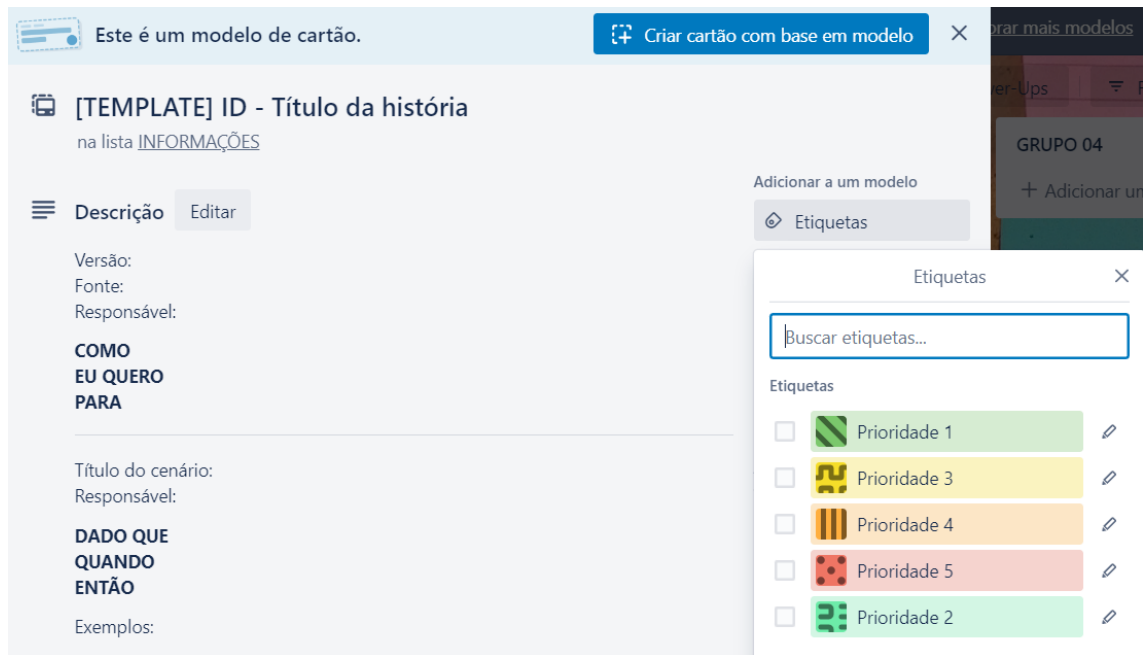 Este é um modelo de cartão.
Criar cartão com base em modelo
[TEMPLATE] ID - Título da história
na lista INFORMAÇÕES
Descrição
Editar
Versão:
Fonte:
Responsável:
COMO
EU QUERO
PARA
Título do cenário:
Responsável:
DADO QUE
QUANDO
ENTÃO
Exemplos:
Adicionar a um modelo
Etiquetas
Etiquetas
Buscar etiquetas...
Etiquetas
Prioridade 1
Prioridade 3
Prioridade 4
Prioridade 5
Prioridade 2
mais modelos
GRUPO 04
+ Adicionar